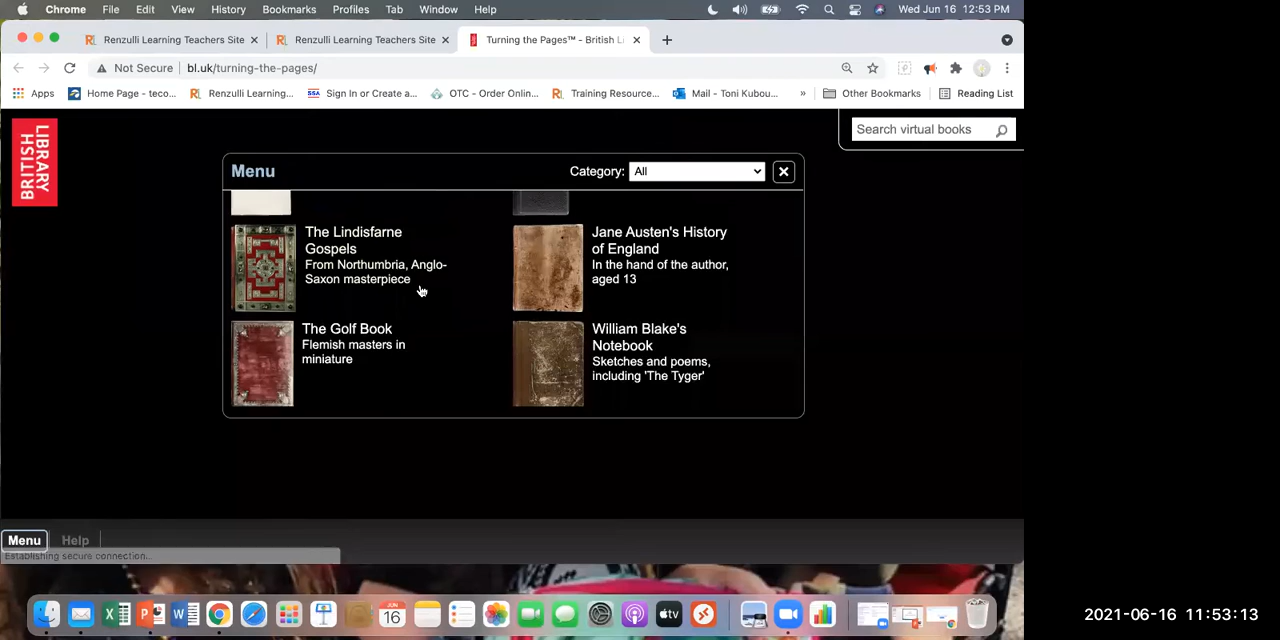 Chrome File Edit View History Bookmarks Profiles Tab Window Help Wed Jun 16 12:53 PM
Renzulli Learning Teachers Site Renzulli Learning Teachers Site Turning the Pages™ - British Li
Not Secure bl.uk/turning-the-pages/
Apps Home Page - teco... RL Renzulli Learning... SSA Sign In or Create a... OTC - Order Onlin... RL Training Resource... Mail - Toni Kubou... » Other Bookmarks Reading List
BRITISH
LIBRARY
Search virtual books
Menu Category: All
The Lindisfarne
Gospels
From Northumbria, Anglo-
Saxon masterpiece
Jane Austen's History
of England
In the hand of the author,
aged 13
The Golf Book
Flemish masters in
miniature
William Blake's
Notebook
Sketches and poems,
including 'The Tyger'
Menu Help
Establishing secure connection...
JUN
16
tv
2021-06-16 11:53:13